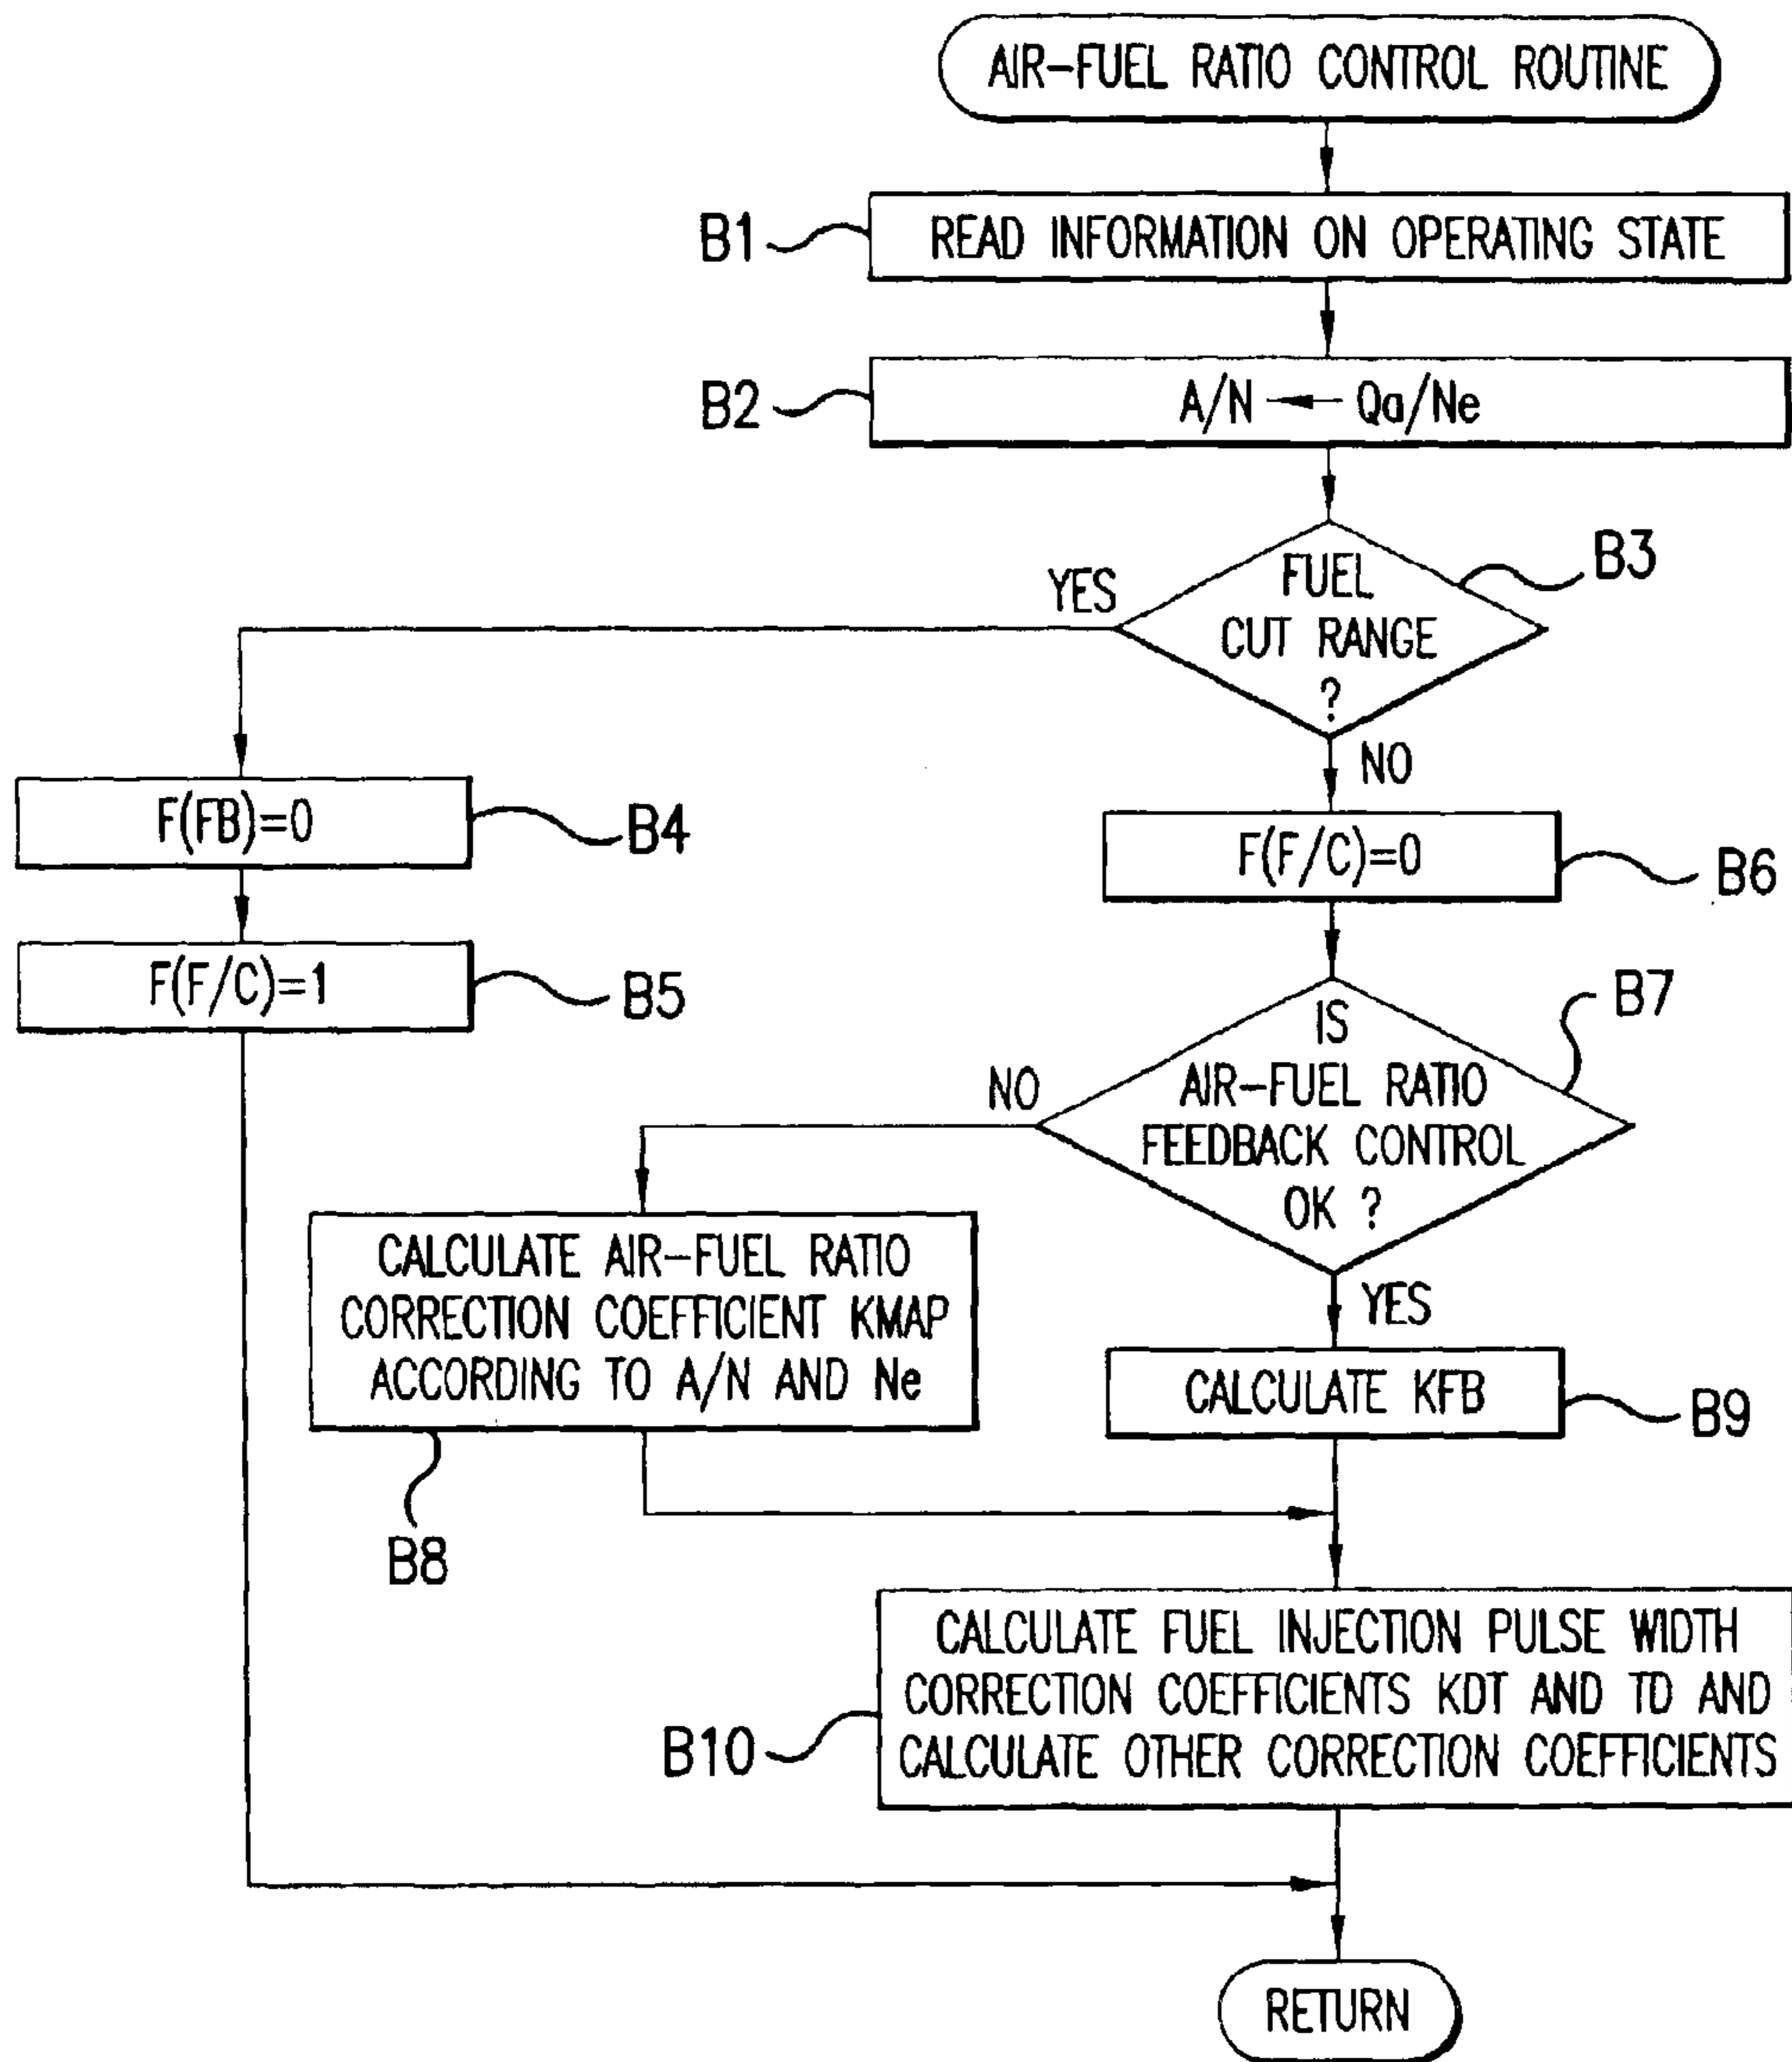 AIR-FUEL RATIO CONTROL ROUTINE
B1
READ INFORMATION ON OPERATING STATE
B2
A/N ← Qa/Ne
B3
FUEL
CUT RANGE
?
YES
NO
F(FB)=0
B4
F(F/C)=0
B6
F(F/C)=1
B5
B7
IS
AIR-FUEL RATIO
FEEDBACK CONTROL
OK ?
NO
YES
CALCULATE AIR-FUEL RATIO
CORRECTION COEFFICIENT KMAP
ACCORDING TO A/N AND Ne
B8
CALCULATE KFB
B9
CALCULATE FUEL INJECTION PULSE WIDTH
CORRECTION COEFFICIENTS KDT AND TD AND
CALCULATE OTHER CORRECTION COEFFICIENTS
B10
RETURN